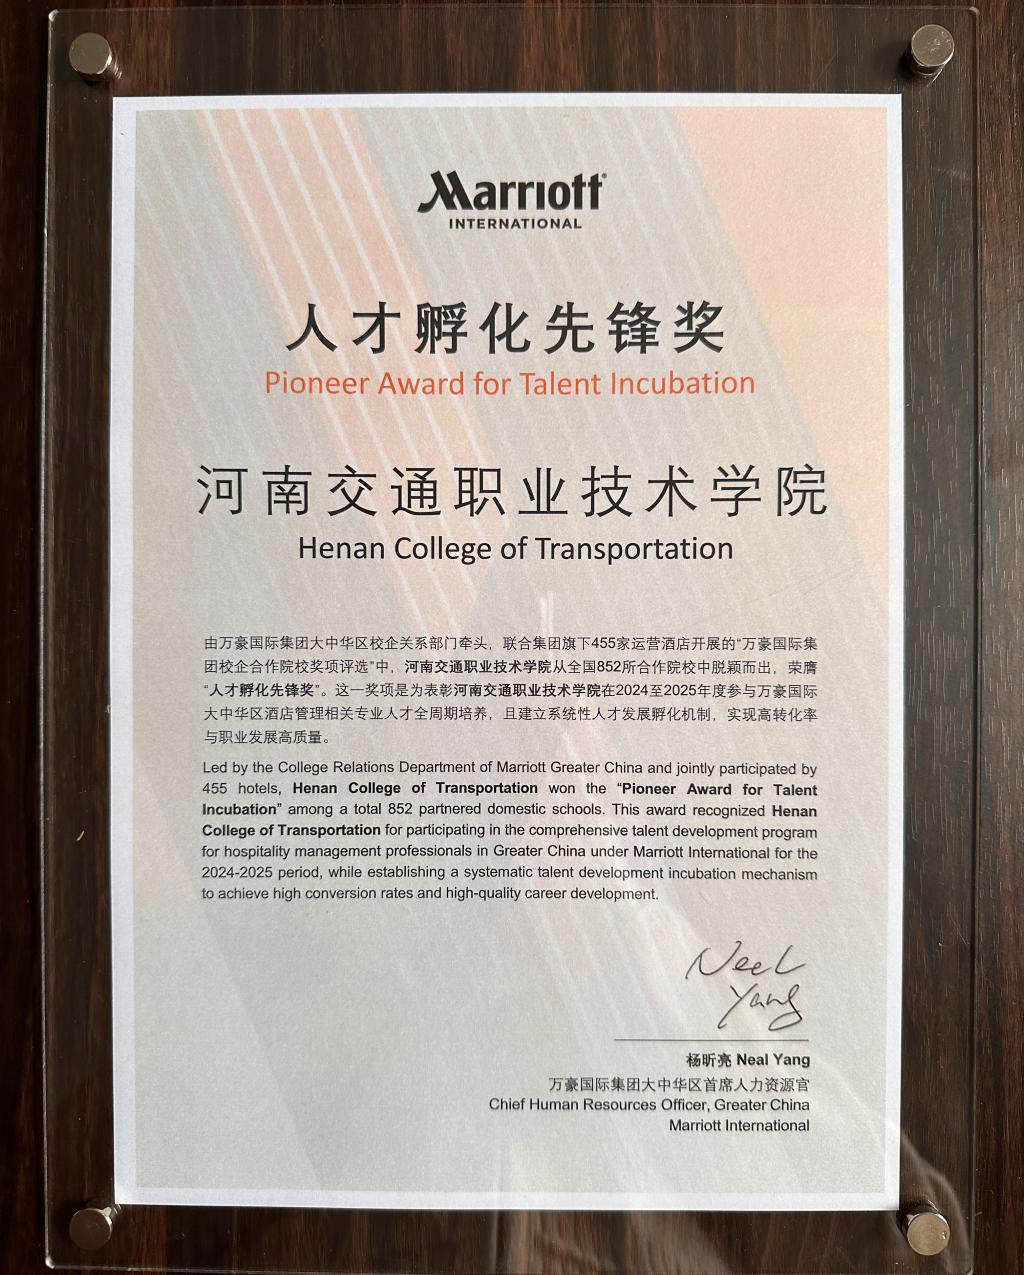 Marriott
INTERNATIONAL
人才孵化先锋奖
Pioneer Award for Talent Incubation
河南交通职业技术学院
Henan College of Transportation
由万豪国际集团大中华区校企关系部门牵头，联合集团旗下455家运营酒店开展的“万豪国际集
团校企合作院校奖项评选”中，河南交通职业技术学院从全国852所合作院校中脱颖而出，荣膺
“人才孵化先锋奖”。这一奖项是为表彰河南交通职业技术学院在2024至2025年度参与万豪国际
大中华区酒店管理相关专业人才全周期培养，且建立系统性人才发展孵化机制，实现高转化率
与职业发展高质量。
Led by the College Relations Department of Marriott Greater China and jointly participated by
455 hotels, Henan College of Transportation won the “Pioneer Award for Talent
Incubation” among a total 852 partnered domestic schools. This award recognized Henan
College of Transportation for participating in the comprehensive talent development program
for hospitality management professionals in Greater China under Marriott International for the
2024-2025 period, while establishing a systematic talent development incubation mechanism
to achieve high conversion rates and high-quality career development.
Neal
Yang
杨昕亮 Neal Yang
万豪国际集团大中华区首席人力资源官
Chief Human Resources Officer, Greater China
Marriott International